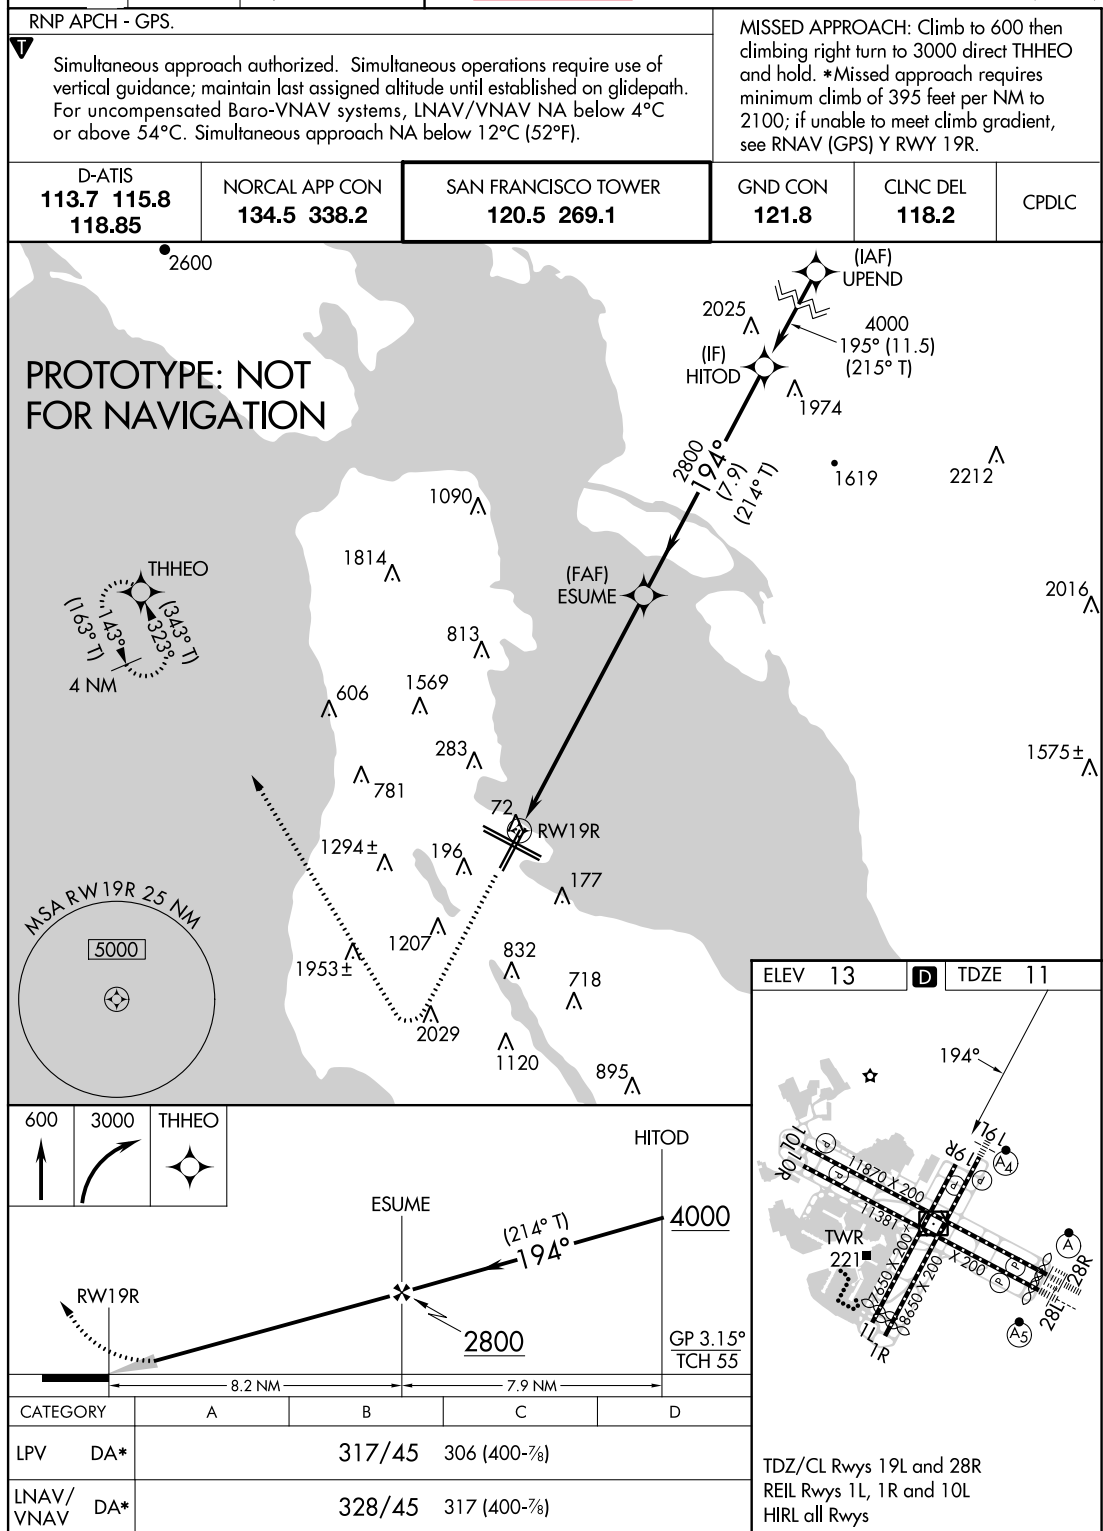 RNP APCH - GPS.
T
Simultaneous approach authorized. Simultaneous operations require use of
vertical guidance; maintain last assigned altitude until established on glidepath.
For uncompensated Baro-VNAV systems, LNAV/VNAV NA below 4°C
or above 54°C. Simultaneous approach NA below 12°C (52°F).
MISSED APPROACH: Climb to 600 then
climbing right turn to 3000 direct THHEO
and hold. *Missed approach requires
minimum climb of 395 feet per NM to
2100; if unable to meet climb gradient,
see RNAV (GPS) Y RWY 19R.
D-ATIS
113.7 115.8
118.85
NORCAL APP CON
134.5 338.2
SAN FRANCISCO TOWER
120.5 269.1
GND CON
121.8
CLNC DEL
118.2
CPDLC
2600
(IAF)
UPEND
2025
4000
195° (11.5)
(215° T)
(IF)
HITOD
1974
PROTOTYPE: NOT
FOR NAVIGATION
2800
194°
(7.9)
(214° T)
1619
2212
1090
1814
THHEO
(FAF)
ESUME
2016
(163° T)
143°
323°
(343° T)
4 NM
813
606
1569
283
781
1575±
72
RW19R
1294±
196
177
MSA RW19R 25 NM
5000
1207
1953±
832
718
2029
1120
895
ELEV 13
D
TDZE 11
194°
10L
10R
19R
19L
A4
P
P
P
P
11870 X 200
11381 X 200
TWR
221
7650 X 200
8650 X 200
P
P
A
28R
28L
A5
1L
1R
600
3000
THHEO
HITOD
ESUME
(214° T)
194°
4000
RW19R
2800
GP 3.15°
TCH 55
8.2 NM
7.9 NM
CATEGORY
A
B
C
D
LPV DA*
317/45 306 (400-⅞)
LNAV/
VNAV DA*
328/45 317 (400-⅞)
TDZ/CL Rwys 19L and 28R
REIL Rwys 1L, 1R and 10L
HIRL all Rwys